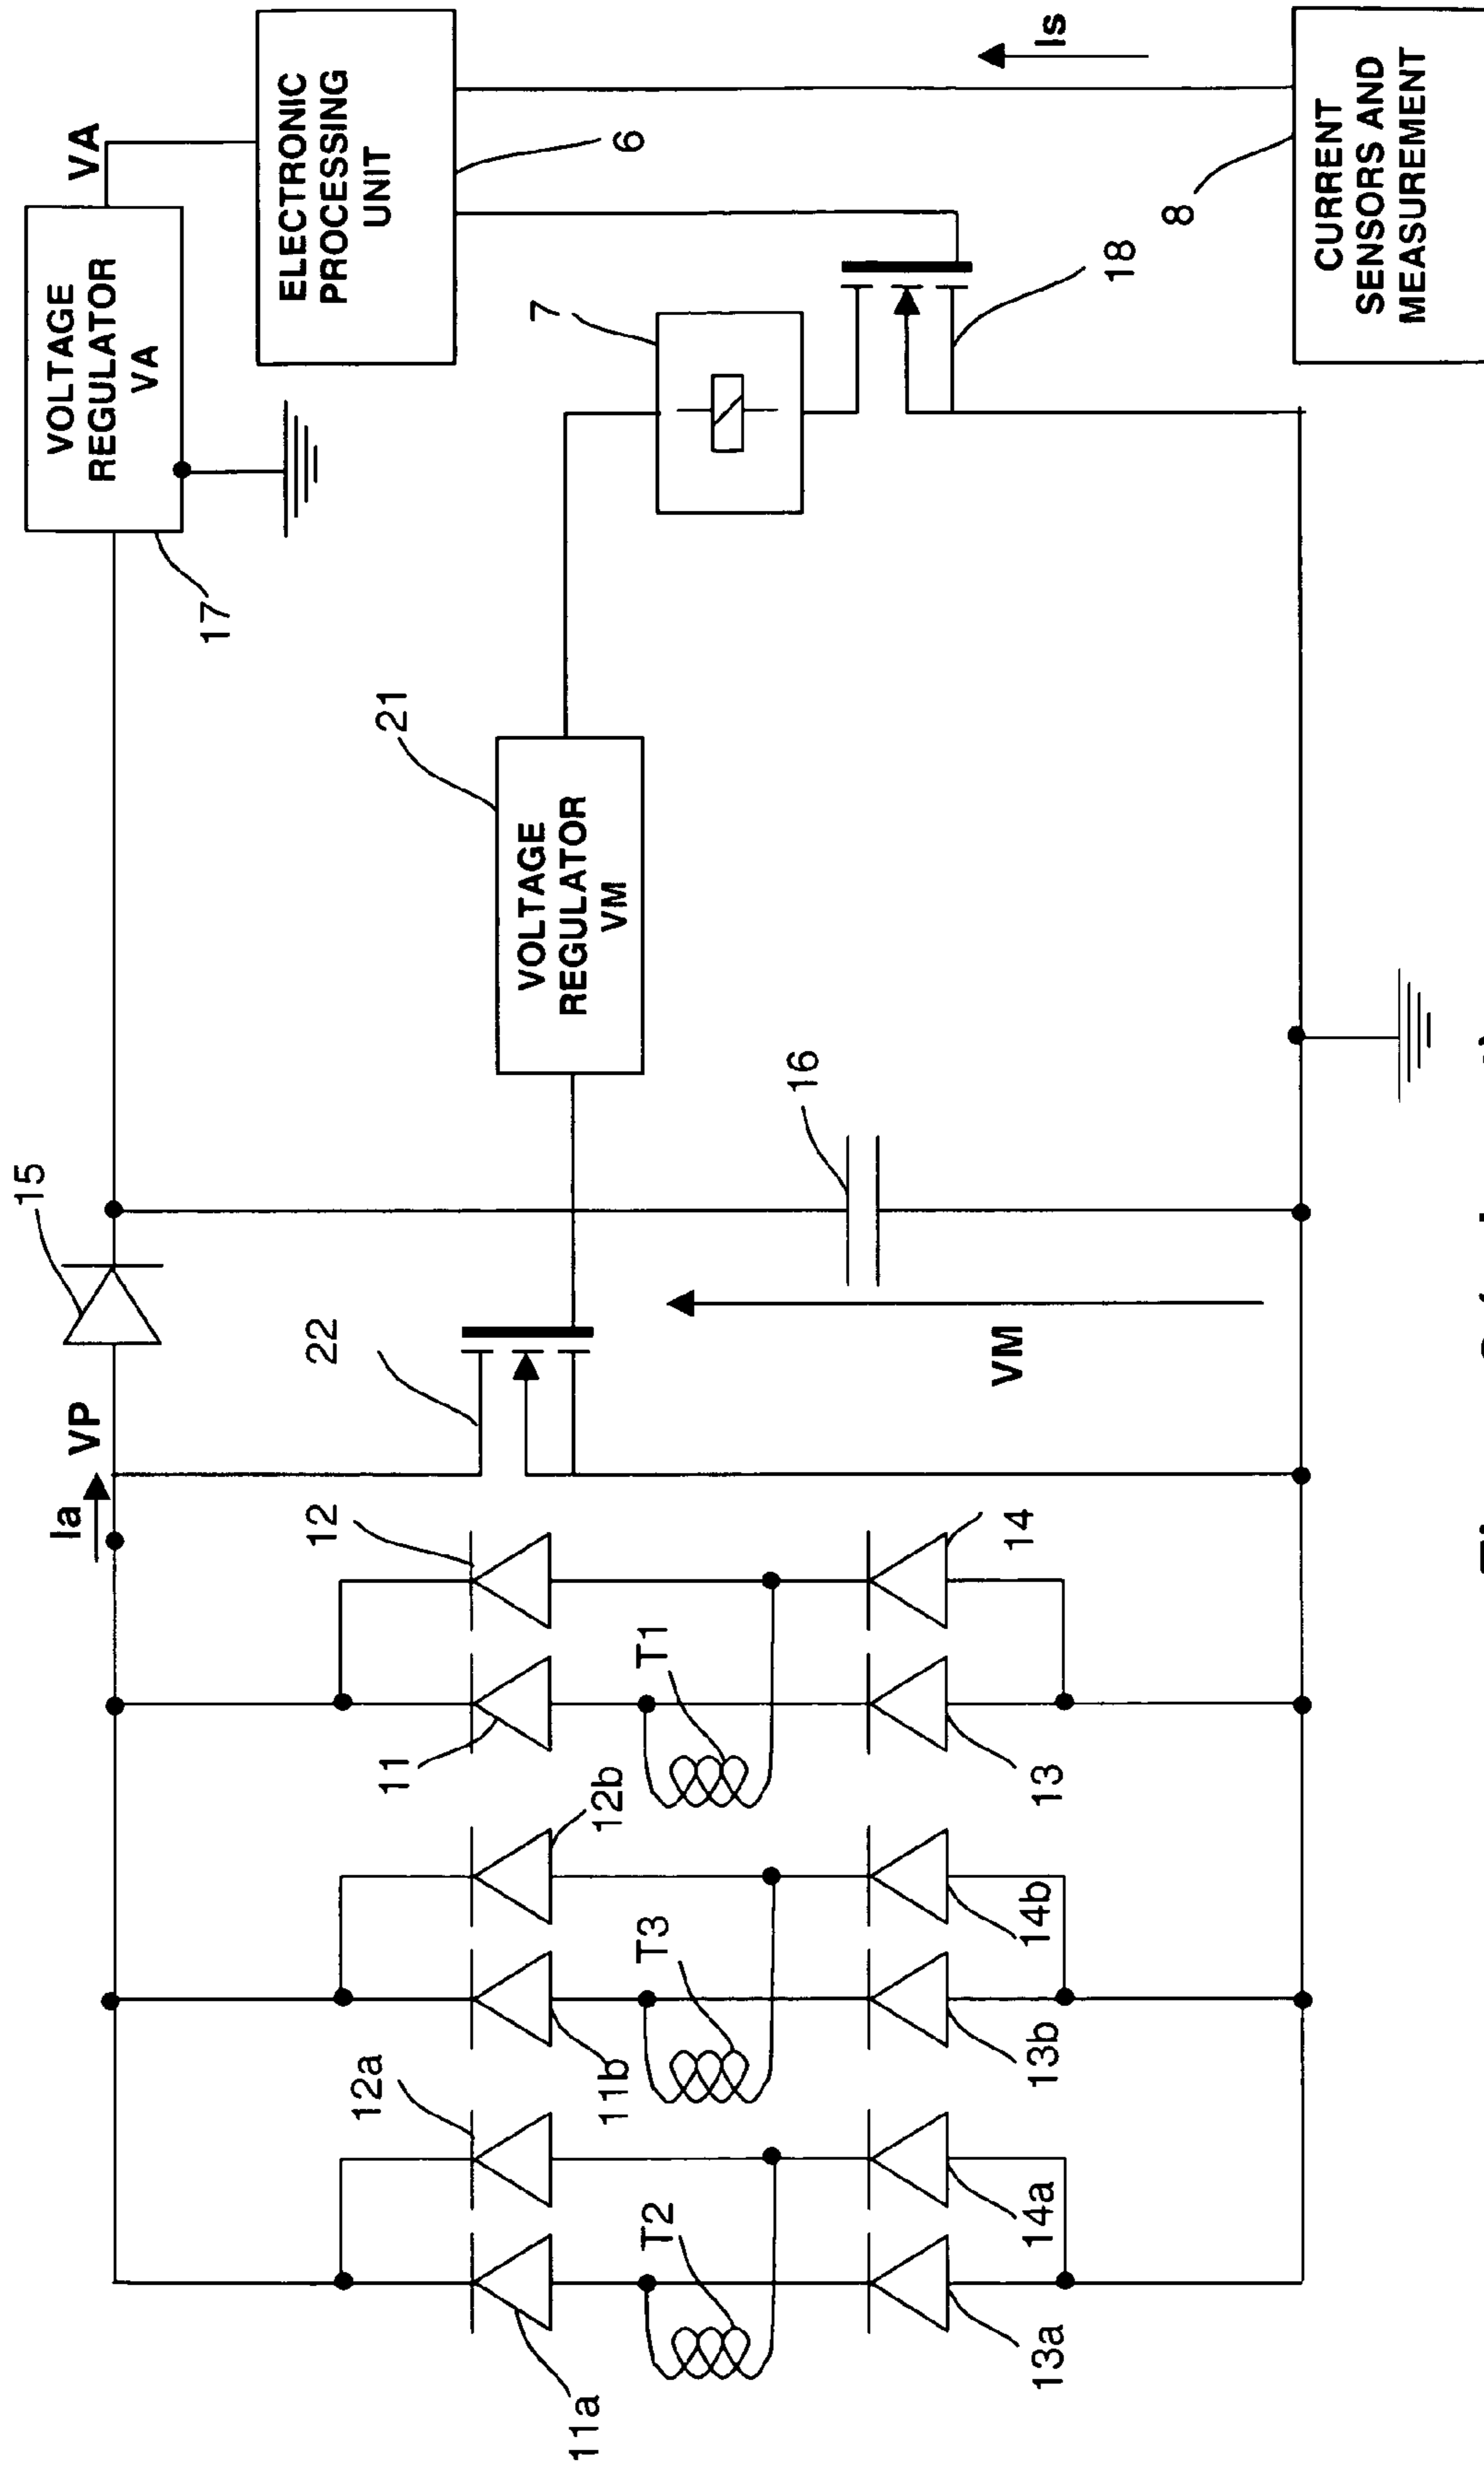 15
Ia
VP
VA
VOLTAGE
REGULATOR
VA
17
22
21
VOLTAGE
REGULATOR
VM
7
ELECTRONIC
PROCESSING
UNIT
6
12a
12b
11
12
11a
11b
T2
T3
T1
16
VM
18
Is
13a
14a
13b
14b
13
14
8
CURRENT
SENSORS AND
MEASUREMENT